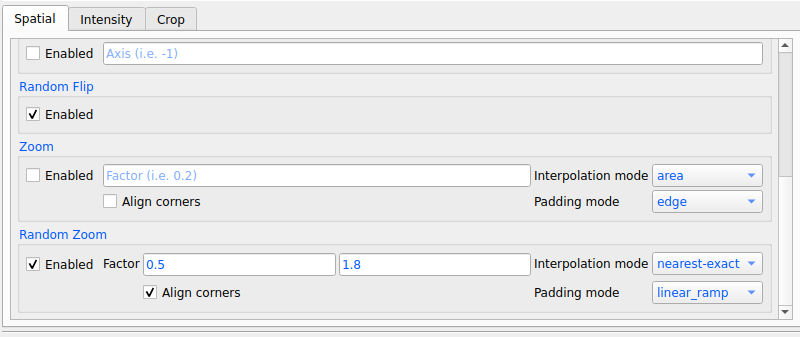 Spatial Intensity Crop
Enabled Axis (i.e. -1)
Random Flip
Enabled
Zoom
Enabled Factor (i.e. 0.2) Interpolation mode area
Align corners Padding mode edge
Random Zoom
Enabled Factor 0.5 1.8 Interpolation mode nearest-exact
Align corners Padding mode linear_ramp